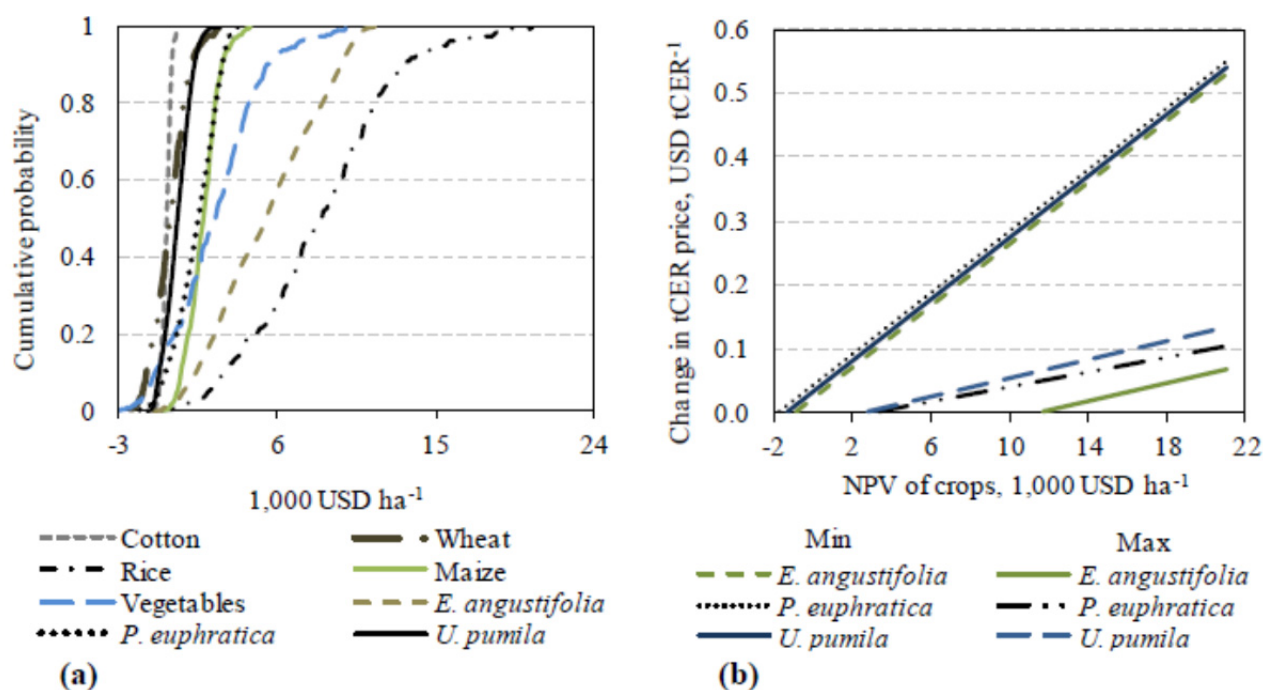 1
0.8
0.6
0.4
0.2
0
-3
6
15
24
Cumulative probability
1,000 USD ha⁻¹
Cotton
Wheat
Rice
Maize
Vegetables
E. angustifolia
P. euphratica
U. pumila
(a)
0.6
0.5
0.4
0.3
0.2
0.1
0.0
-2
2
6
10
14
18
22
Change in tCER price, USD tCER⁻¹
NPV of crops, 1,000 USD ha⁻¹
Min
Max
E. angustifolia
E. angustifolia
P. euphratica
P. euphratica
U. pumila
U. pumila
(b)